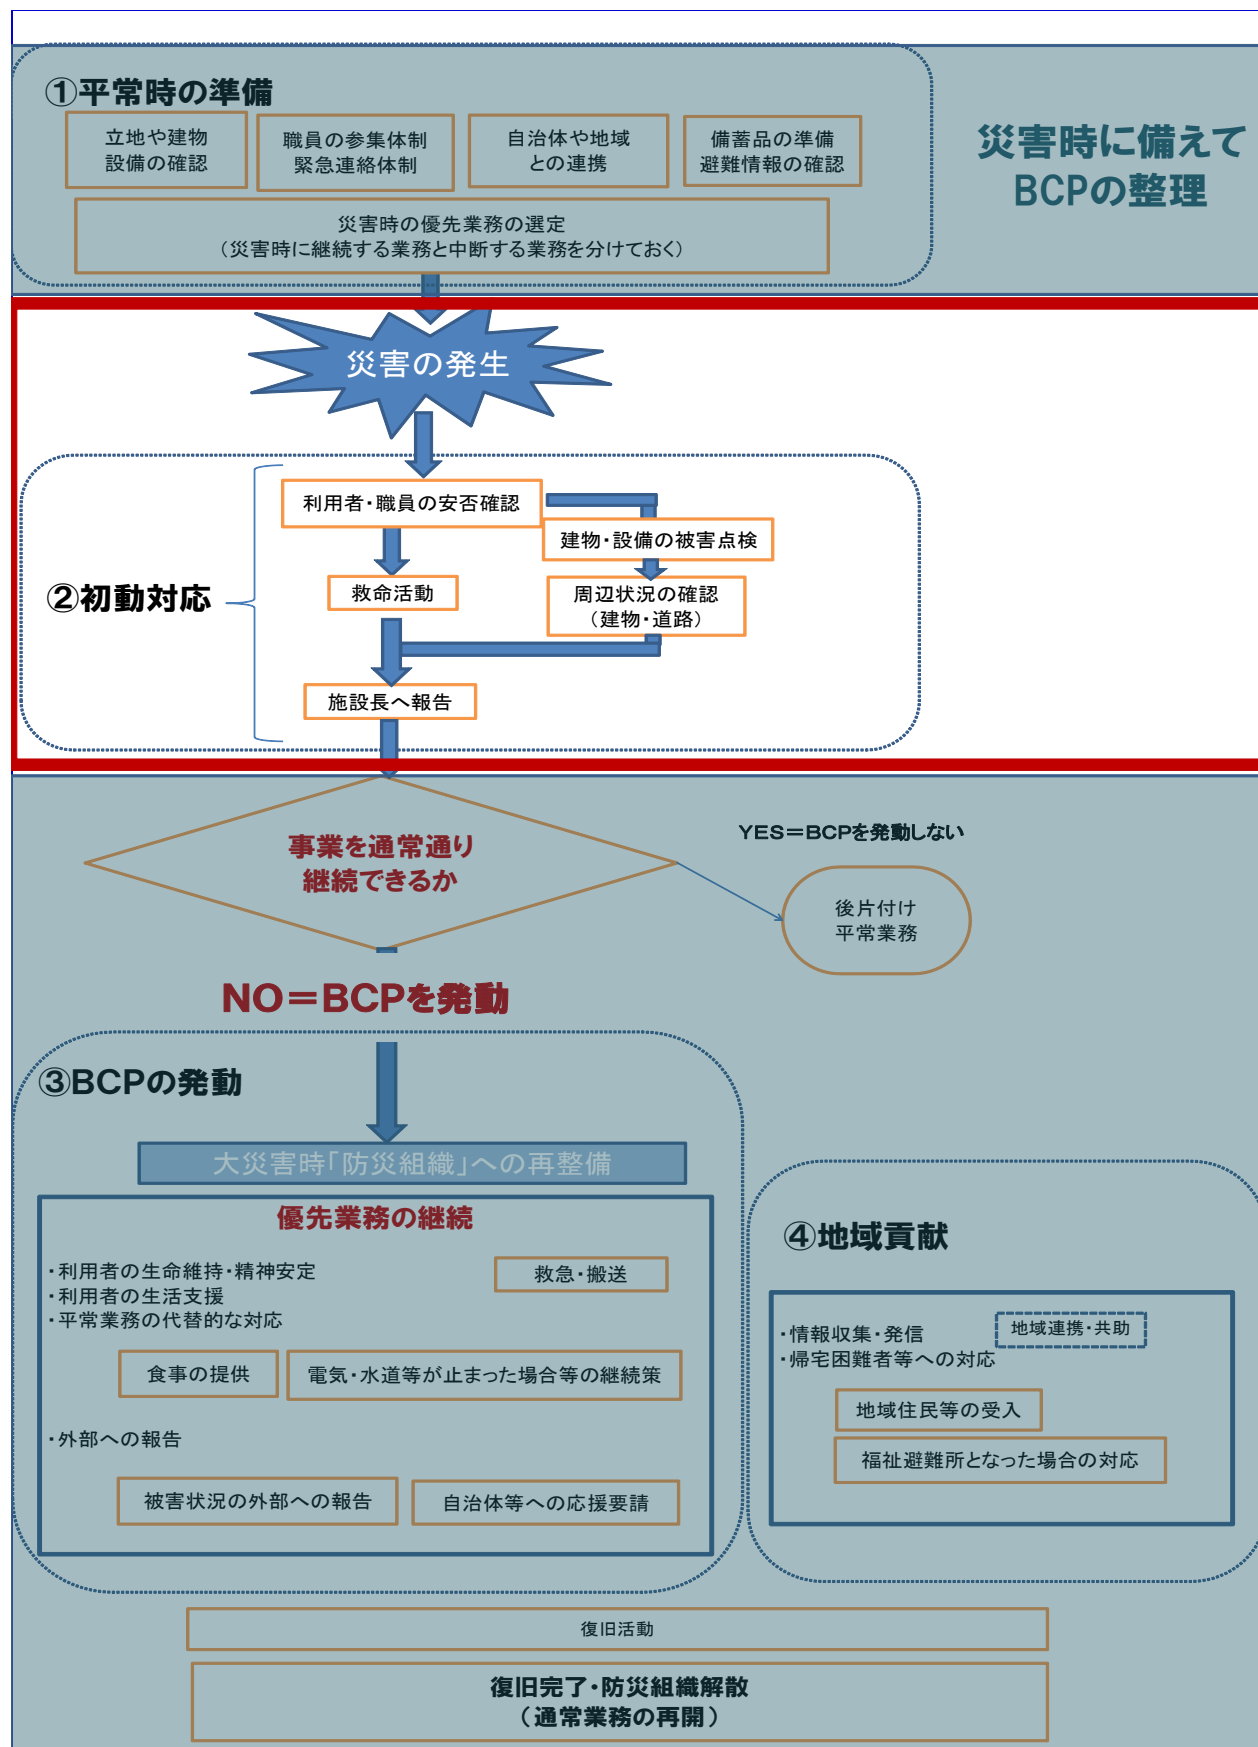 ①平常時の準備
立地や建物
設備の確認
職員の参集体制
緊急連絡体制
自治体や地域
との連携
備蓄品の準備
避難情報の確認
災害時に備えて
BCPの整理
災害時の優先業務の選定
（災害時に継続する業務と中断する業務を分けておく）
災害の発生
利用者・職員の安否確認
建物・設備の被害点検
②初動対応
救命活動
周辺状況の確認
（建物・道路）
施設長へ報告
事業を通常通り
継続できるか
YES＝BCPを発動しない
後片付け
平常業務
NO＝BCPを発動
③BCPの発動
大災害時「防災組織」への再整備
優先業務の継続
・利用者の生命維持・精神安定
・利用者の生活支援
・平常業務の代替的な対応
救急・搬送
食事の提供
電気・水道等が止まった場合等の継続策
・外部への報告
被害状況の外部への報告
自治体等への応援要請
④地域貢献
・情報収集・発信
・帰宅困難者等への対応
地域連携・共助
地域住民等の受入
福祉避難所となった場合の対応
復旧活動
復旧完了・防災組織解散
（通常業務の再開）